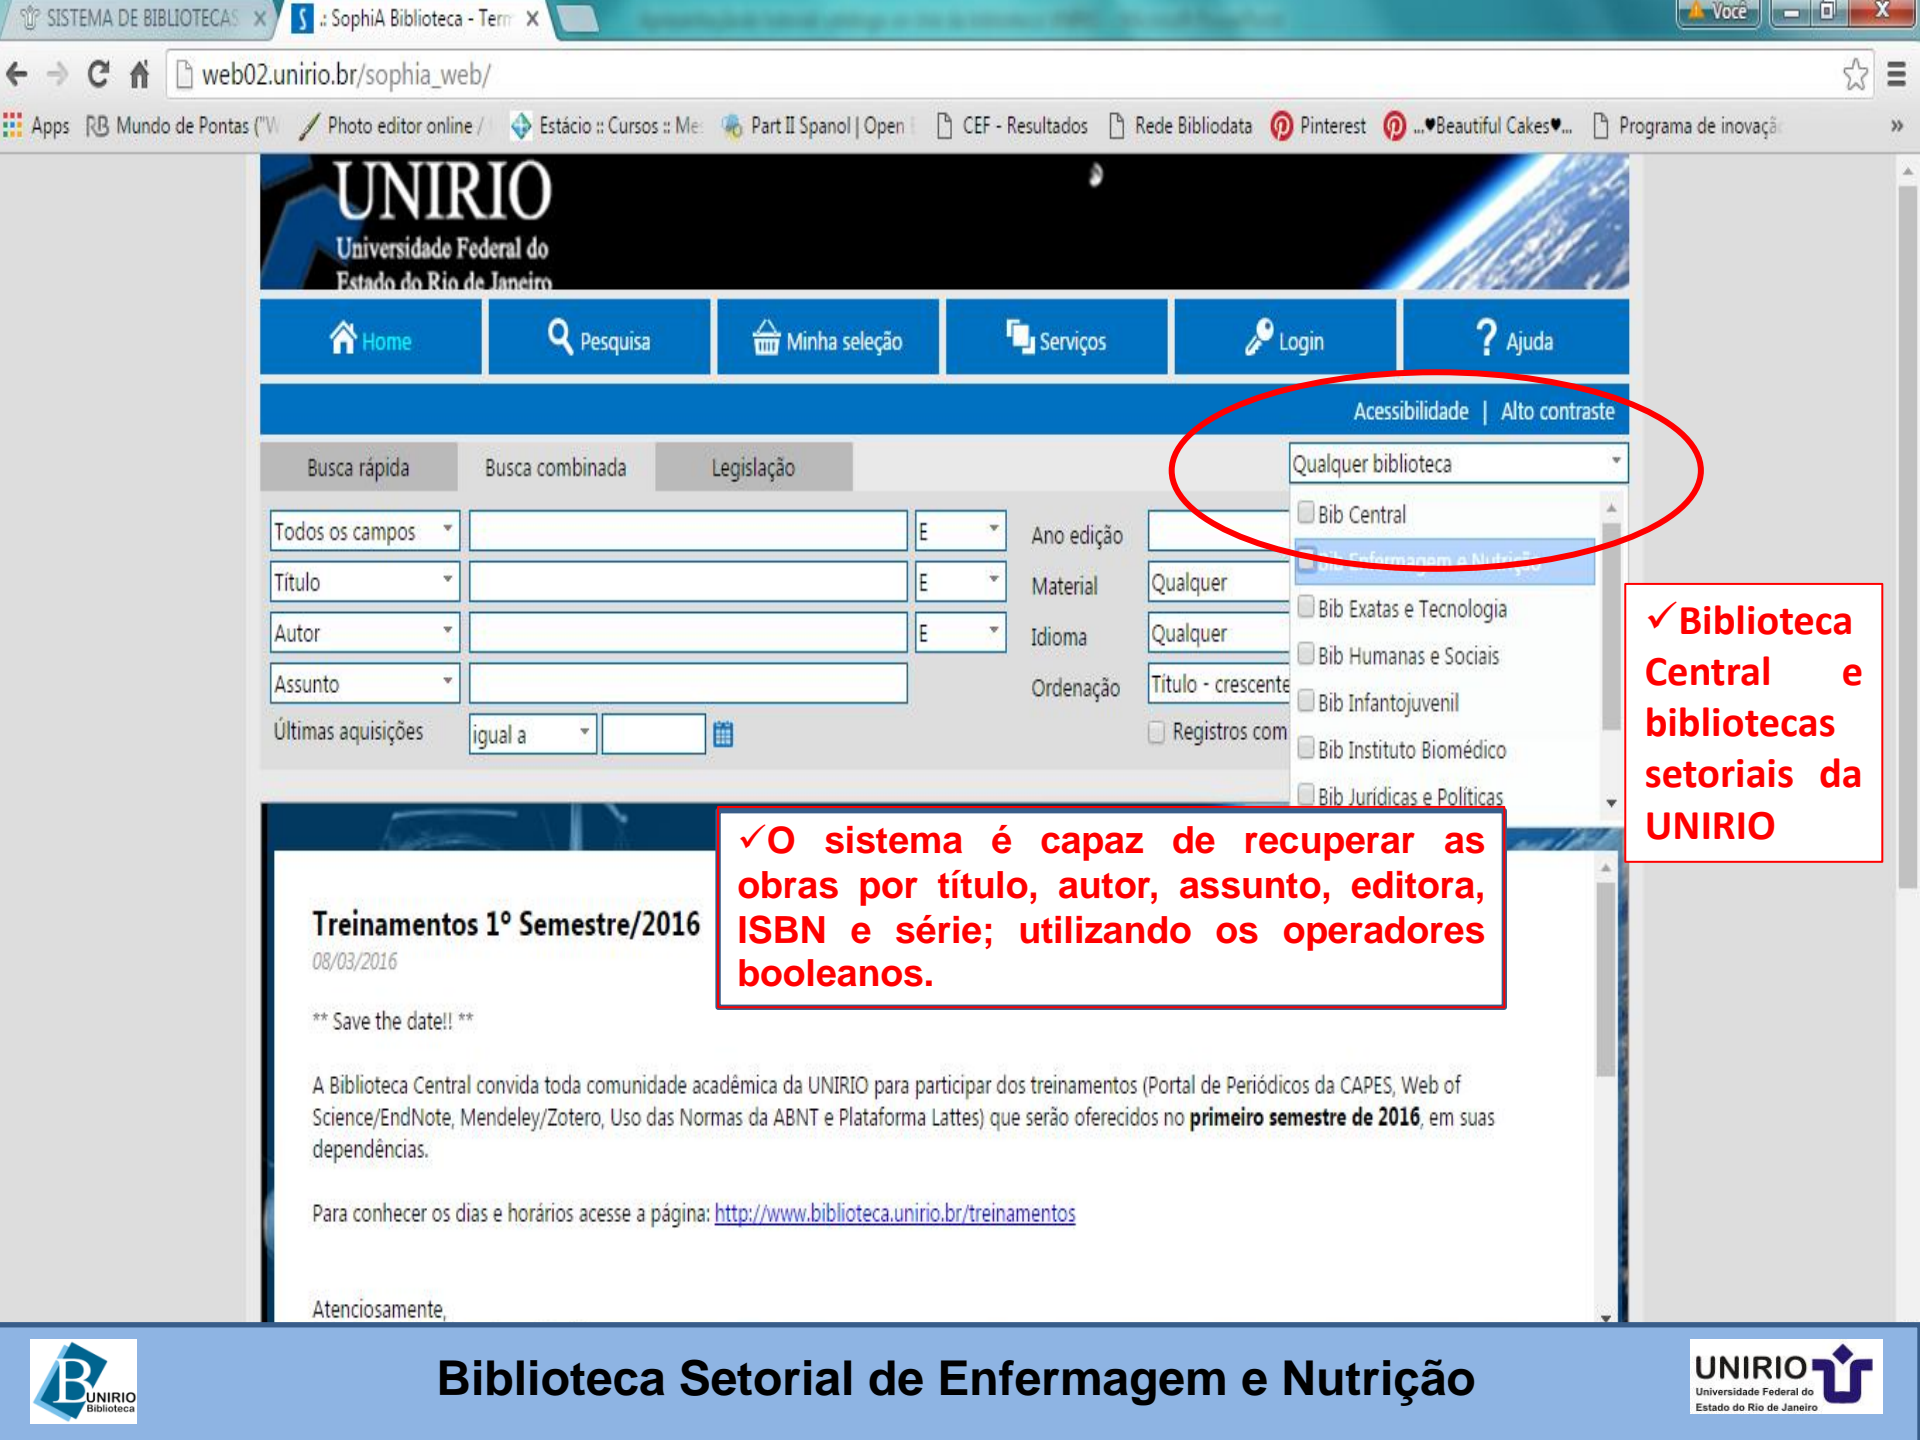 SISTEMA DE BIBLIOTECAS
.: SophiA Biblioteca - Term
Você
web02.unirio.br/sophia_web/
Apps
Mundo de Pontas ("W
Photo editor online /
Estácio :: Cursos :: Me
Part II Spanol | Open
CEF - Resultados
Rede Bibliodata
Pinterest
...♥Beautiful Cakes♥...
Programa de inovaçã
»
UNIRIO
Universidade Federal do
Estado do Rio de Janeiro
Home
Pesquisa
Minha seleção
Serviços
Login
? Ajuda
Acessibilidade | Alto contraste
Busca rápida
Busca combinada
Legislação
Qualquer biblioteca
Bib Central
Bib Enfermagem e Nutrição
Bib Exatas e Tecnologia
Bib Humanas e Sociais
Bib Infantojuvenil
Bib Instituto Biomédico
Bib Jurídicas e Políticas
Todos os campos
E
Ano edição
Título
E
Material
Qualquer
Autor
E
Idioma
Qualquer
Assunto
Ordenação
Título - crescente
Últimas aquisições
igual a
Registros com
✓Biblioteca
Central e
bibliotecas
setoriais da
UNIRIO
✓O sistema é capaz de recuperar as
obras por título, autor, assunto, editora,
ISBN e série; utilizando os operadores
booleanos.
Treinamentos 1º Semestre/2016
08/03/2016
** Save the date!! **
A Biblioteca Central convida toda comunidade acadêmica da UNIRIO para participar dos treinamentos (Portal de Periódicos da CAPES, Web of
Science/EndNote, Mendeley/Zotero, Uso das Normas da ABNT e Plataforma Lattes) que serão oferecidos no primeiro semestre de 2016, em suas
dependências.
Para conhecer os dias e horários acesse a página: http://www.biblioteca.unirio.br/treinamentos
Atenciosamente,
B UNIRIO
Biblioteca
Biblioteca Setorial de Enfermagem e Nutrição
UNIRIO
Universidade Federal do
Estado do Rio de Janeiro